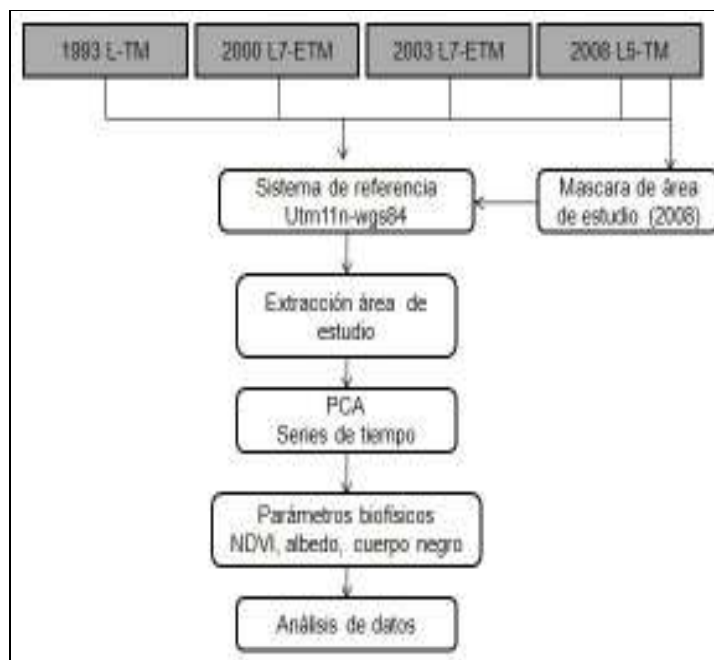 1993 L-TM
2000 L7-ETM
2003 L7-ETM
2008 L5-TM
Sistema de referencia
Utm11n-wgs84
Mascara de área
de estudio (2008)
Extracción área de
estudio
PCA
Series de tiempo
Parámetros biofísicos
NDVI, albedo, cuerpo negro
Análisis de datos